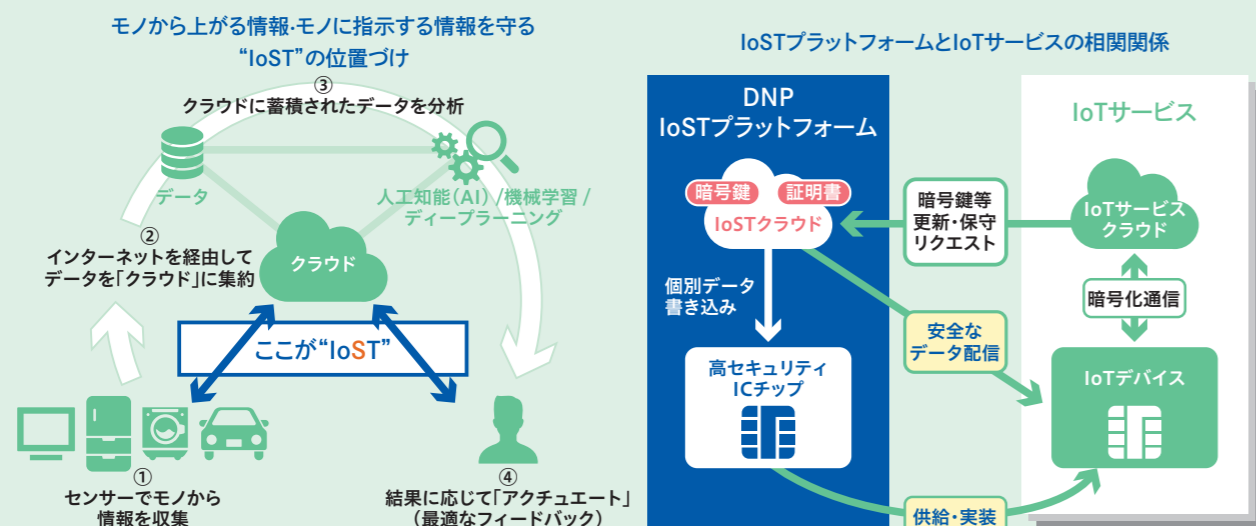 モノから上がる情報・モノに指示する情報を守る
“IoST”の位置づけ
③
クラウドに蓄積されたデータを分析
データ
人工知能(AI)/機械学習/
ディープラーニング
②
インターネットを経由して
データを「クラウド」に集約
クラウド
ここが“IoST”
①
センサーでモノから
情報を収集
④
結果に応じて「アクチュエート」
(最適なフィードバック)
IoSTプラットフォームとIoTサービスの相関関係
DNP
IoSTプラットフォーム
暗号鍵
証明書
IoSTクラウド
個別データ
書き込み
高セキュリティ
ICチップ
暗号鍵等
更新・保守
リクエスト
安全な
データ配信
供給・実装
IoTサービス
IoTサービス
クラウド
暗号化通信
IoTデバイス